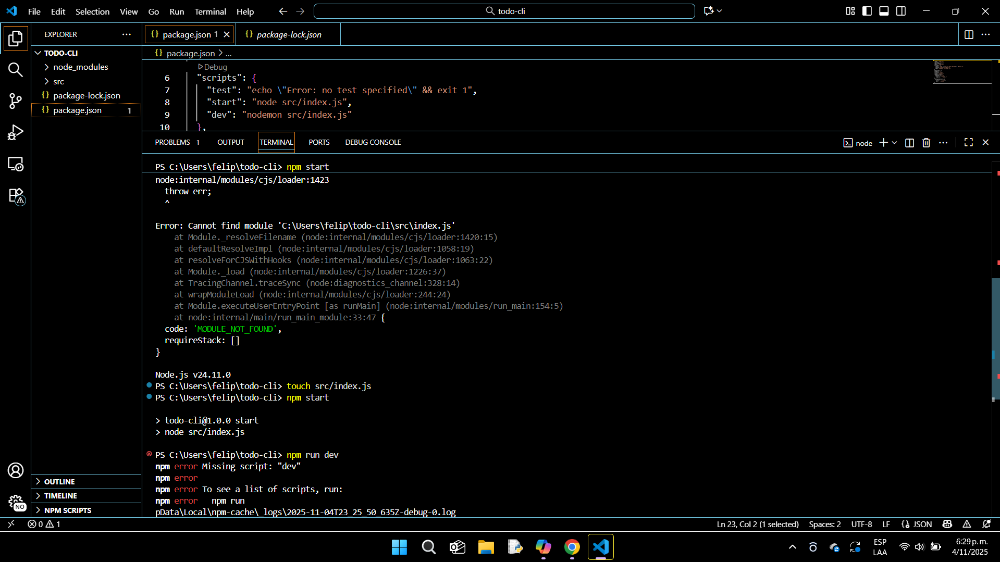 File Edit Selection View Go Run Terminal Help
todo-cli
EXPLORER
TODO-CLI
node_modules
src
package-lock.json
package.json 1
OUTLINE
TIMELINE
NPM SCRIPTS
package.json 1
package-lock.json
package.json > ...
Debug
6 "scripts": {
7 "test": "echo \"Error: no test specified\" && exit 1",
8 "start": "node src/index.js",
9 "dev": "nodemon src/index.js"
10 },
PROBLEMS 1 OUTPUT TERMINAL PORTS DEBUG CONSOLE
node
PS C:\Users\felip\todo-cli> npm start
node:internal/modules/cjs/loader:1423
throw err;
^
Error: Cannot find module 'C:\Users\felip\todo-cli\src\index.js'
at Module._resolveFilename (node:internal/modules/cjs/loader:1420:15)
at defaultResolveImpl (node:internal/modules/cjs/loader:1058:19)
at resolveForCJSWithHooks (node:internal/modules/cjs/loader:1063:22)
at Module._load (node:internal/modules/cjs/loader:1226:37)
at TracingChannel.traceSync (node:diagnostics_channel:328:14)
at wrapModuleLoad (node:internal/modules/cjs/loader:244:24)
at Module.executeUserEntryPoint [as runMain] (node:internal/modules/run_main:154:5)
at node:internal/main/run_main_module:33:47 {
code: 'MODULE_NOT_FOUND',
requireStack: []
}
Node.js v24.11.0
PS C:\Users\felip\todo-cli> touch src/index.js
PS C:\Users\felip\todo-cli> npm start
> todo-cli@1.0.0 start
> node src/index.js
PS C:\Users\felip\todo-cli> npm run dev
npm error Missing script: "dev"
npm error
npm error To see a list of scripts, run:
npm error npm run
pData\Local\npm-cache\_logs\2025-11-04T23_25_50_635Z-debug-0.log
NO
0 1
Ln 23, Col 2 (1 selected) Spaces: 2 UTF-8 LF JSON
ESP
LAA
6:29 p. m.
4/11/2025